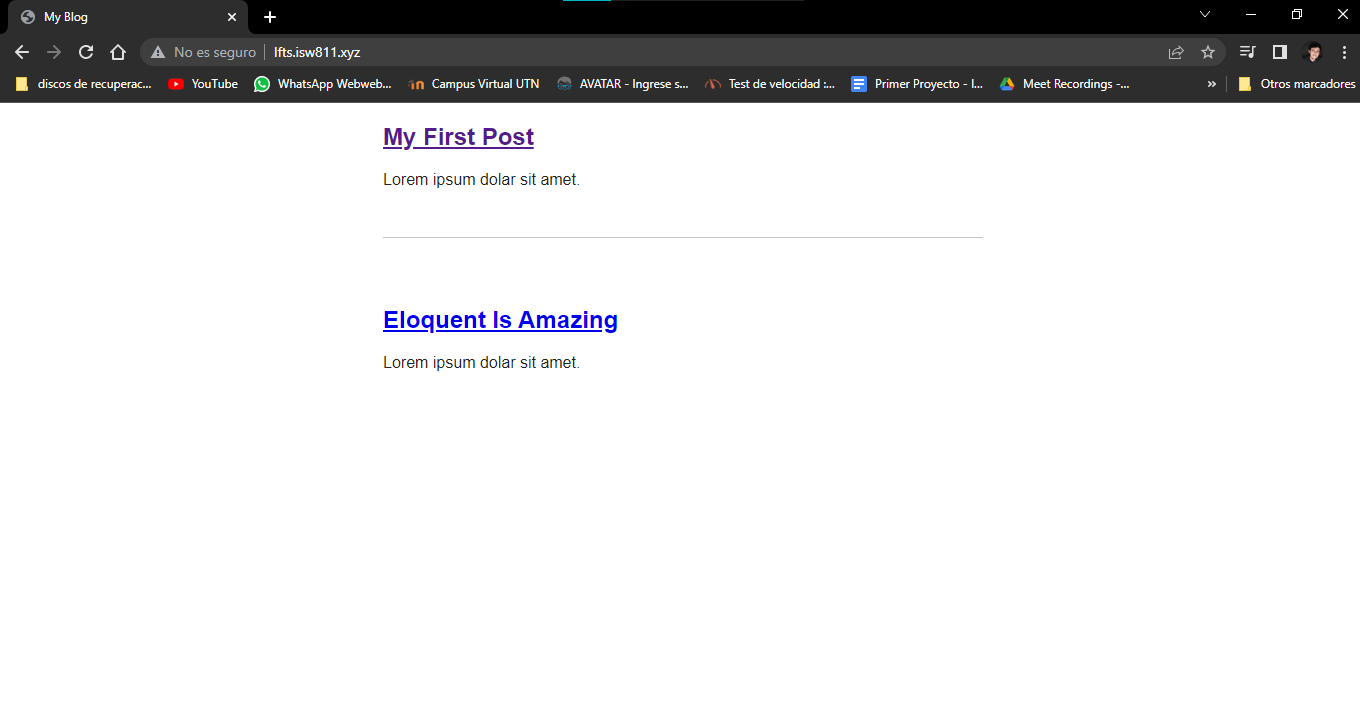 My Blog
No es seguro lfts.isw811.xyz
discos de recuperac... YouTube WhatsApp Webweb... Campus Virtual UTN AVATAR - Ingrese s... Test de velocidad :... Primer Proyecto - I... Meet Recordings -... » Otros marcadores
My First Post
Lorem ipsum dolar sit amet.
Eloquent Is Amazing
Lorem ipsum dolar sit amet.